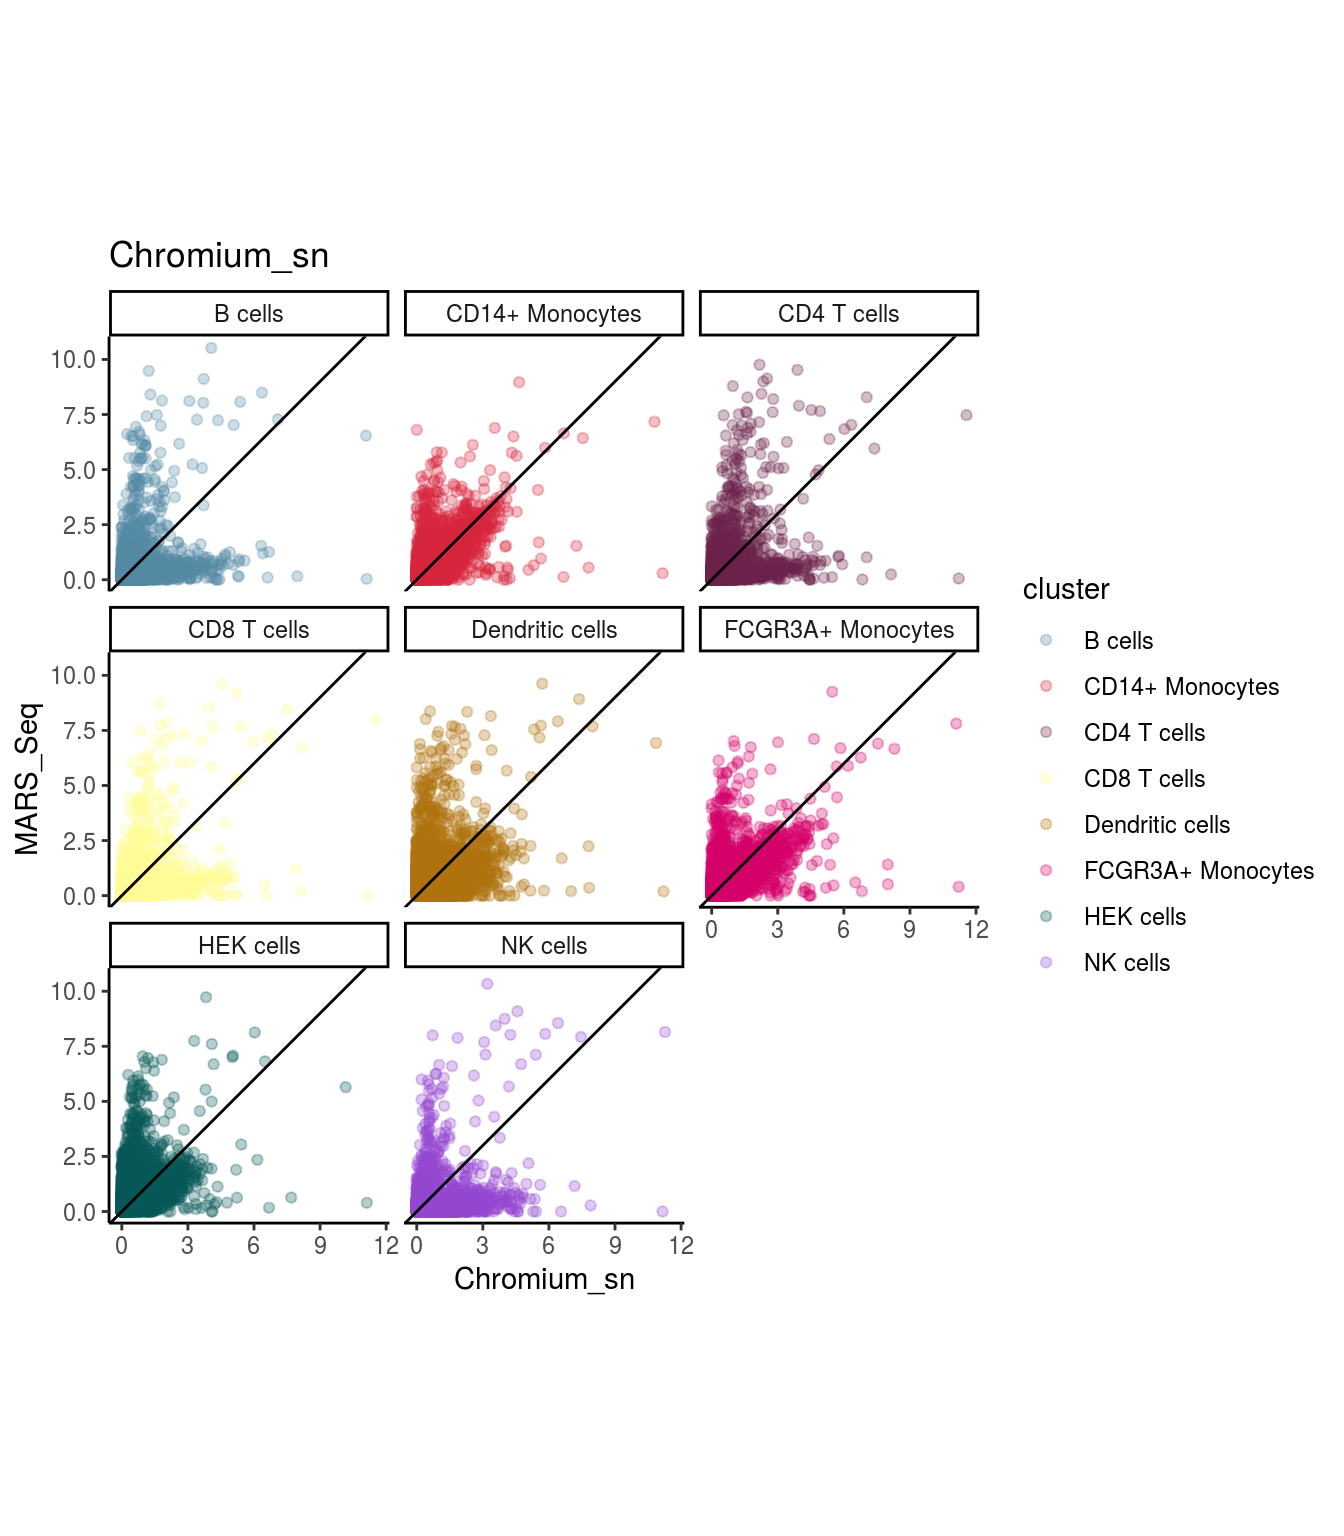 Chromium_sn
B cells
CD14+ Monocytes
CD4 T cells
10.0
7.5
5.0
2.5
0.0
CD8 T cells
Dendritic cells
FCGR3A+ Monocytes
10.0
7.5
5.0
2.5
0.0
0 3 6 9 12
HEK cells
NK cells
10.0
7.5
5.0
2.5
0.0
0 3 6 9 12
0 3 6 9 12
Chromium_sn
MARS_Seq
cluster
B cells
CD14+ Monocytes
CD4 T cells
CD8 T cells
Dendritic cells
FCGR3A+ Monocytes
HEK cells
NK cells